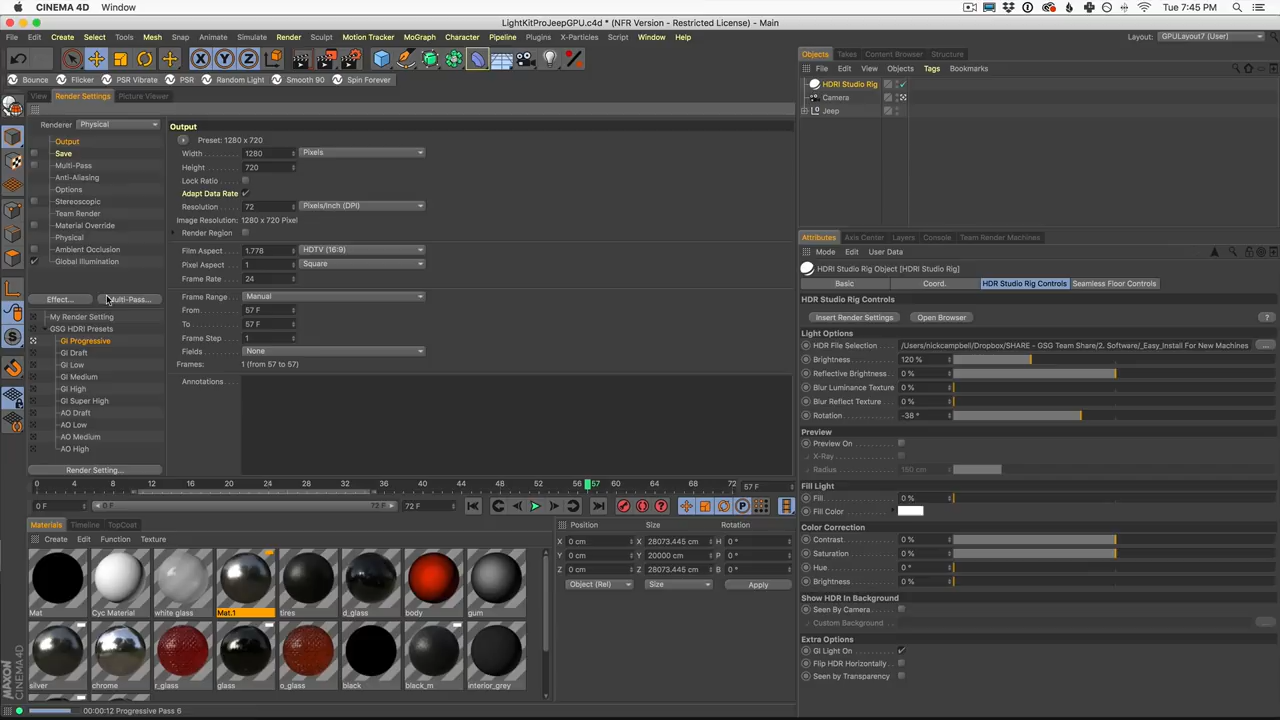 CINEMA 4D Window Help Tue 7:45 PM
LightKitProJeepGPU.c4d * (NFR Version - Restricted License) - Main
File Edit Create Select Tools Mesh Snap Animate Simulate Render Sculpt Motion Tracker MoGraph Character Pipeline Plugins X-Particles Script Window Help Layout: GPULayout7 (User)
Objects Takes Content Browser Structure
File Edit View Objects Tags Bookmarks
Bounce Flicker PSR Vibrate PSR Random Light Smooth 90 Spin Forever
HDRI Studio Rig
Camera
Jeep
View Render Settings Picture Viewer
Renderer Physical
Output
Save
Multi-Pass
Anti-Aliasing
Options
Stereoscopic
Team Render
Material Override
Physical
Ambient Occlusion
Global Illumination
Effect... Multi-Pass...
My Render Setting
GSG HDRI Presets
GI Progressive
GI Draft
GI Low
GI Medium
GI High
GI Super High
AO Draft
AO Low
AO Medium
AO High
Render Setting...
Output
Preset: 1280 x 720
Width 1280 Pixels
Height 720
Lock Ratio
Adapt Data Rate
Resolution 72 Pixels/Inch (DPI)
Image Resolution: 1280 x 720 Pixel
Render Region
Film Aspect 1.778 HDTV (16:9)
Pixel Aspect 1 Square
Frame Rate 24
Frame Range Manual
From 57 F
To 57 F
Frame Step 1
Fields None
Frames: 1 (from 57 to 57)
Annotations
Attributes Axis Center Layers Console Team Render Machines
Mode Edit User Data
HDRI Studio Rig Object [HDRI Studio Rig]
Basic Coord. HDR Studio Rig Controls Seamless Floor Controls
HDR Studio Rig Controls
Insert Render Settings Open Browser ?
Light Options
HDR File Selection /Users/nickcampbell/Dropbox/SHARE - GSG Team Share/2. Software/_Easy_Install For New Machines ...
Brightness 120 %
Reflective Brightness 0 %
Blur Luminance Texture 0 %
Blur Reflect Texture 0 %
Rotation -38 °
Preview
Preview On
X-Ray
Radius 150 cm
Fill Light
Fill 0 %
Fill Color
Color Correction
Contrast 0 %
Saturation 0 %
Hue 0 °
Brightness 0 %
Show HDR In Background
Seen By Camera
Custom Background
Extra Options
GI Light On
Flip HDR Horizontally
Seen by Transparency
0 4 8 12 16 20 24 28 32 36 40 44 48 52 56 57 60 64 68 72 57 F
0 F 0 F 72 F 72 F
Materials Timeline TopCoat
Create Edit Function Texture
Mat Cyc Material white glass Mat.1 tires d_glass body gum
silver chrome r_glass glass o_glass black black_m interior_grey
Position Size Rotation
X 0 cm X 28073.445 cm H 0 °
Y 0 cm Y 20000 cm P 0 °
Z 0 cm Z 28073.445 cm B 0 °
Object (Rel) Size Apply
MAXON CINEMA4D
00:00:12 Progressive Pass 6